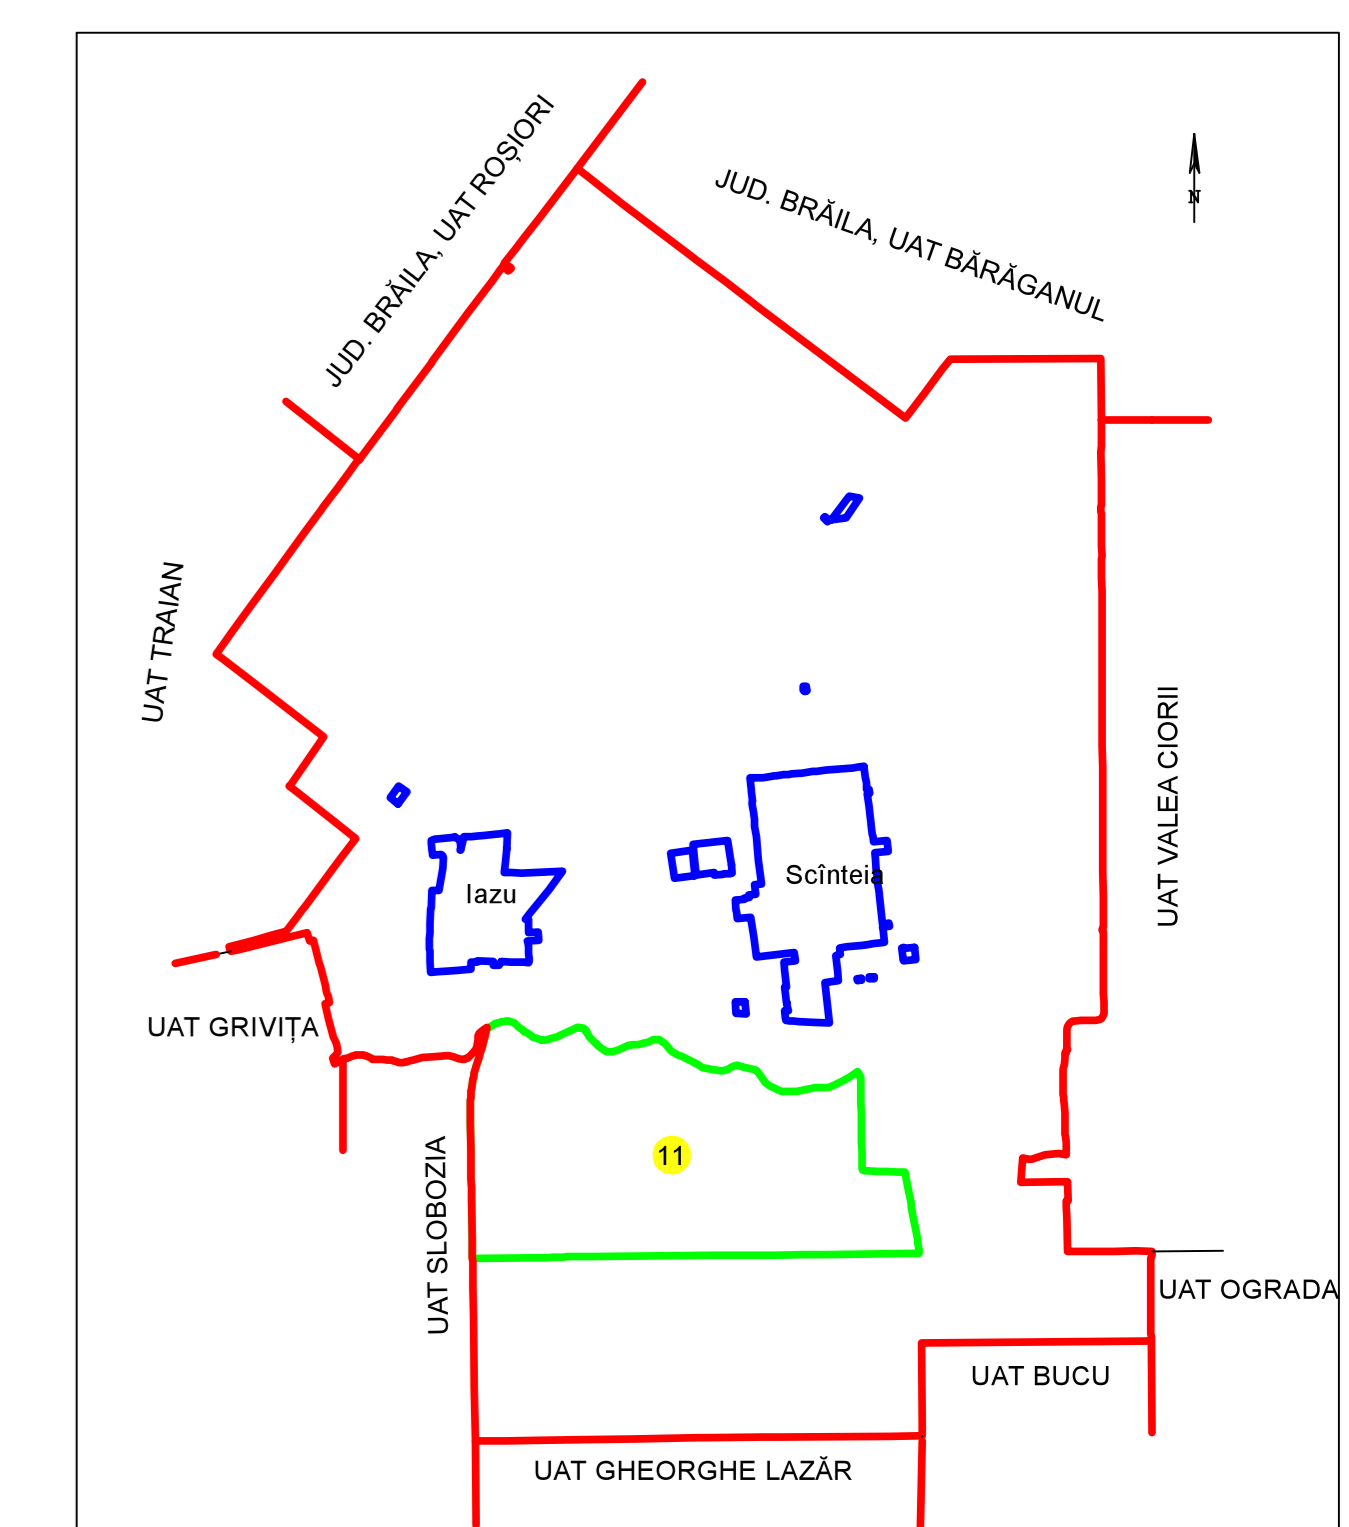 JUD. BRĂILA, UAT ROȘIORI
JUD. BRĂILA, UAT BĂRĂGANUL
N
UAT TRAIAN
UAT VALEA CIORII
Scînteia
Iazu
UAT GRIVIȚA
11
UAT SLOBOZIA
UAT OGRADA
UAT BUCU
UAT GHEORGHE LAZĂR